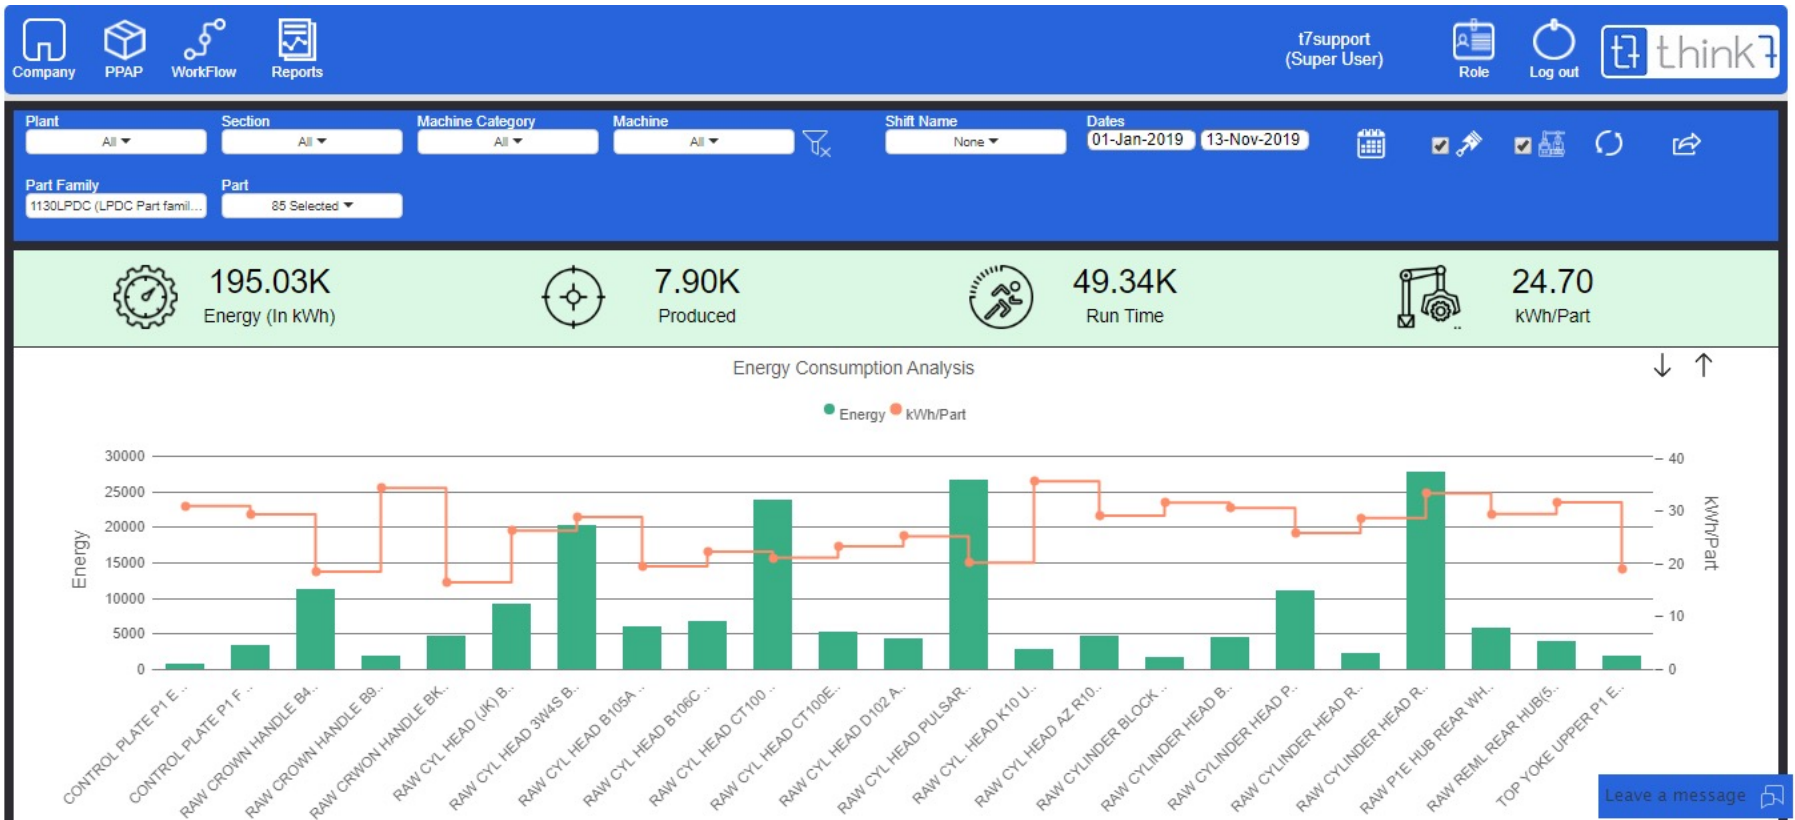 Company
PPAP
WorkFlow
Reports
t7support
(Super User)
Role
Log out
think7
Plant
Section
Machine Category
Machine
Shift Name
Dates
All
All
All
All
None
01-Jan-2019
13-Nov-2019
Part Family
Part
1130LPDC (LPDC Part famil...
85 Selected
195.03K
Energy (In kWh)
7.90K
Produced
49.34K
Run Time
24.70
kWh/Part
Energy Consumption Analysis
Energy
kWh/Part
30000
25000
20000
15000
10000
5000
0
Energy
40
30
20
10
0
kWh/Part
CONTROL PLATE P1 E..
CONTROL PLATE P1 F..
RAW CROWN HANDLE B4..
RAW CROWN HANDLE B9..
RAW CRWON HANDLE BK..
RAW CYL HEAD (JK) B..
RAW CYL HEAD 3W4S B..
RAW CYL HEAD B105A..
RAW CYL HEAD B106C..
RAW CYL HEAD CT100..
RAW CYL HEAD CT100E..
RAW CYL HEAD D102 A..
RAW CYL HEAD PULSAR..
RAW CYL. HEAD K10 U..
RAW CYL HEAD AZ R10..
RAW CYLINDER BLOCK..
RAW CYLINDER HEAD B..
RAW CYLINDER HEAD P..
RAW CYLINDER HEAD R..
RAW CYLINDER HEAD R..
RAW P1E HUB REAR WH..
RAW REML REAR HUB(5..
TOP YOKE UPPER P1 E..
Leave a message